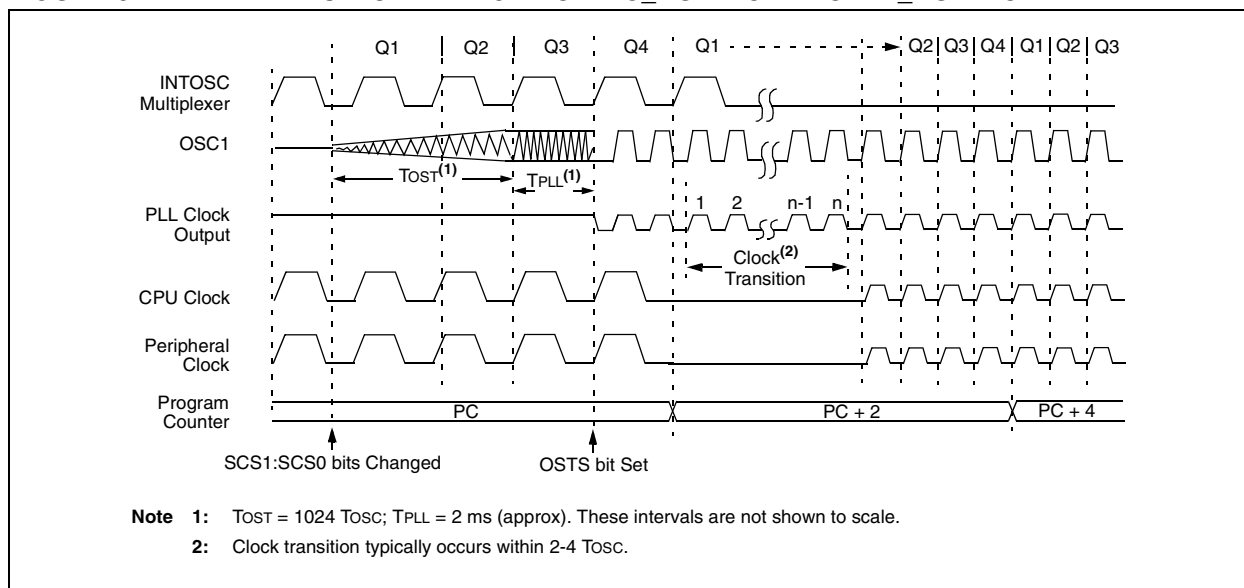 Q1 Q2 Q3 Q4 Q1 Q2 Q3 Q4 Q1 Q2 Q3
INTOSC
Multiplexer
OSC1
TOST(1)
TPLL(1)
1 2 n-1 n
PLL Clock
Output
Clock(2)
Transition
CPU Clock
Peripheral
Clock
Program
Counter
PC PC + 2 PC + 4
SCS1:SCS0 bits Changed
OSTS bit Set
Note 1: TOST = 1024 TOSC; TPLL = 2 ms (approx). These intervals are not shown to scale.
2: Clock transition typically occurs within 2-4 TOSC.